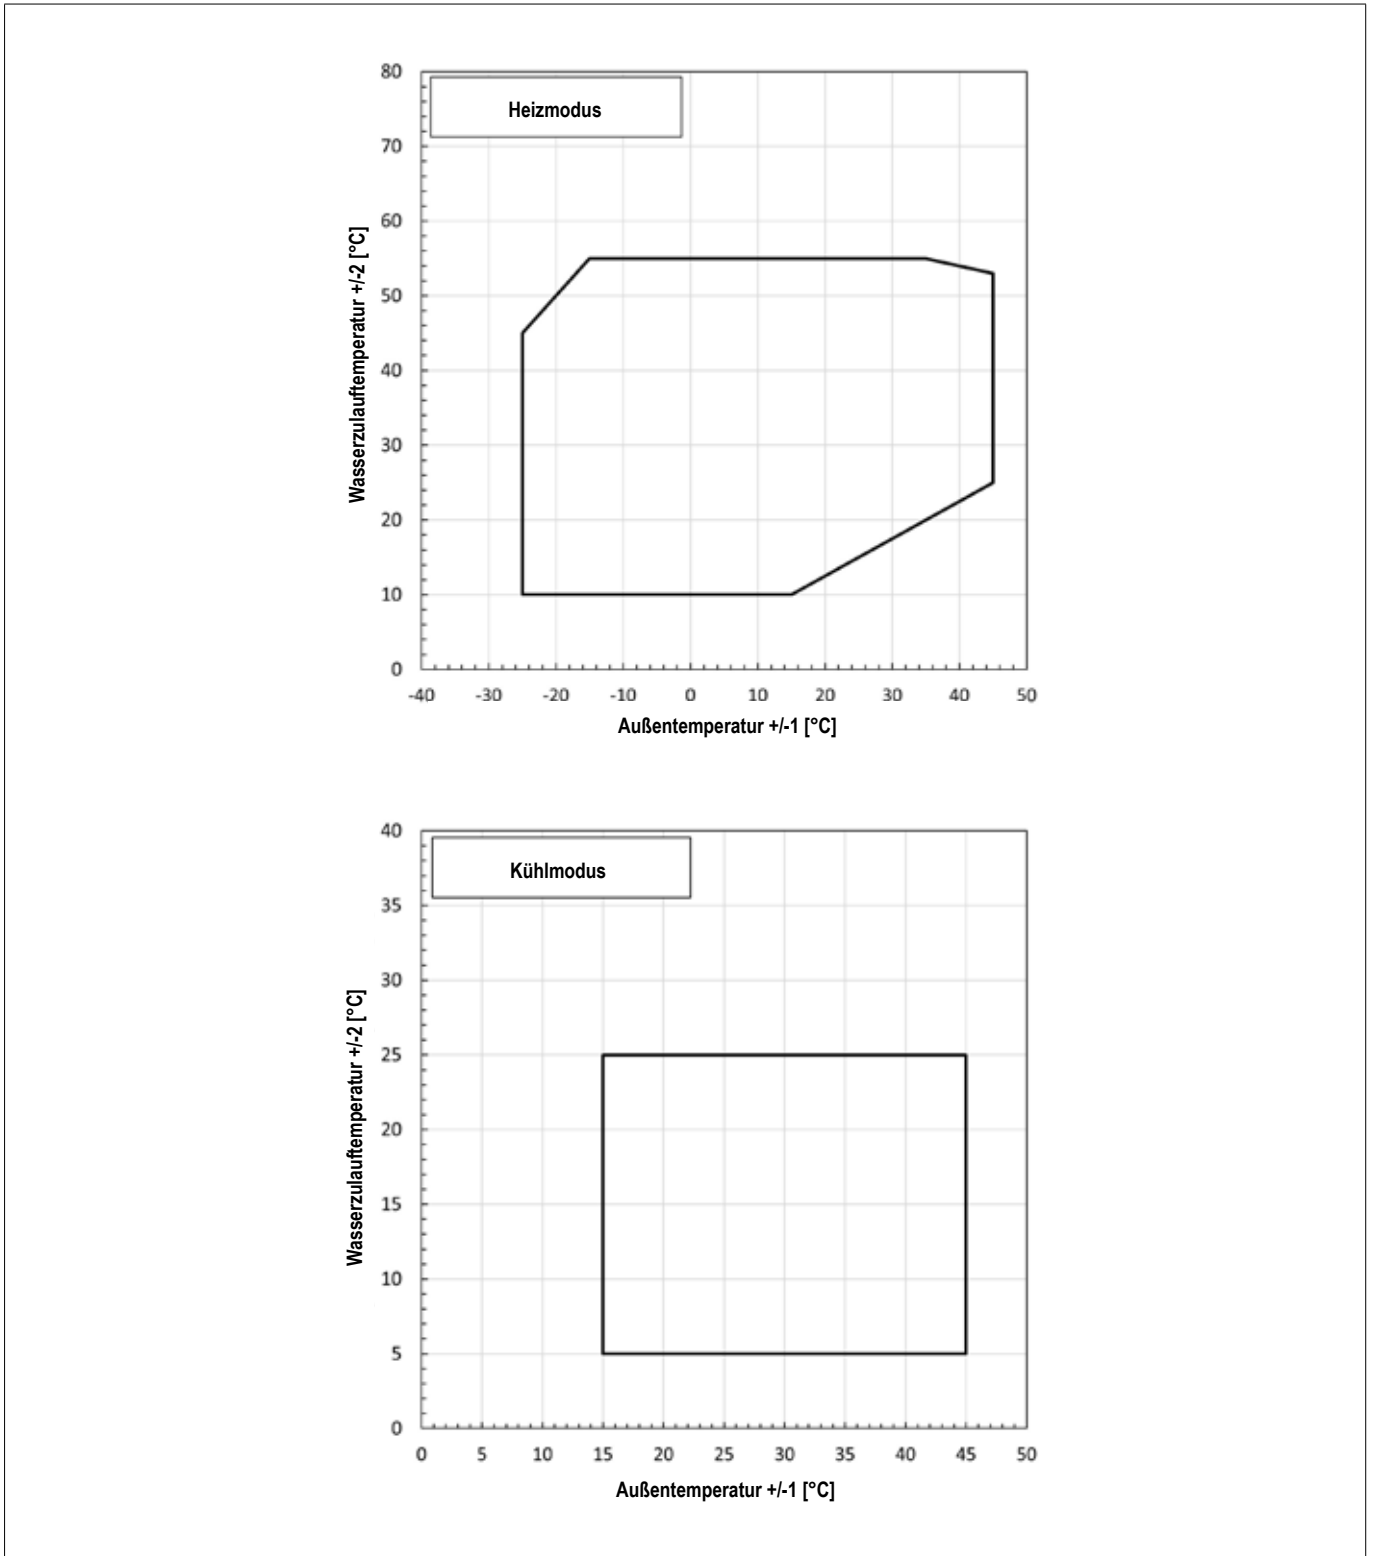 80
Heizmodus
70
60
50
40
30
20
10
0
Wasserzulauftemperatur +/-2 [°C]
-40 -30 -20 -10 0 10 20 30 40 50
Außentemperatur +/-1 [°C]
40
Kühlmodus
35
30
25
20
15
10
5
0
Wasserzulauftemperatur +/-2 [°C]
0 5 10 15 20 25 30 35 40 45 50
Außentemperatur +/-1 [°C]